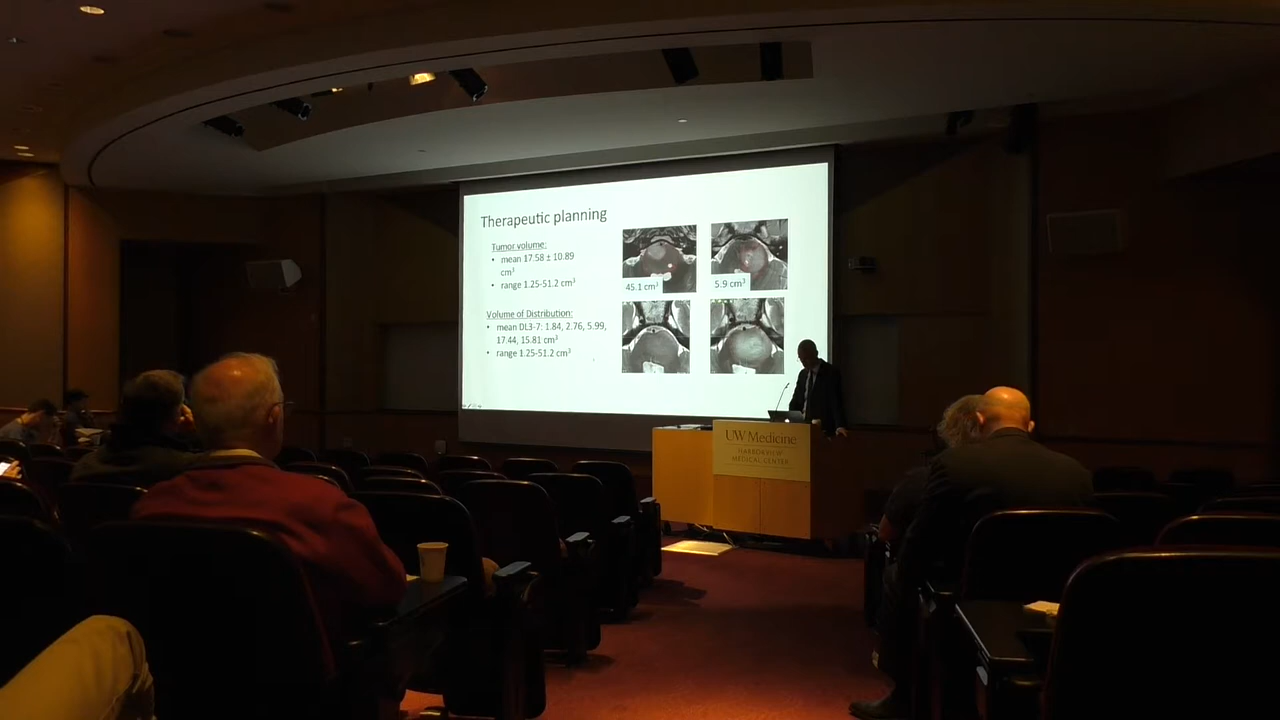 Therapeutic planning
Tumor volume:
• mean 17.58 ± 10.89
cm³
• range 1.25-51.2 cm³
Volume of Distribution:
• mean DL3-7: 1.84, 2.76, 5.99,
17.44, 15.81 cm³
• range 1.25-51.2 cm³
45.1 cm³
5.9 cm³
UW Medicine
HARBORVIEW
MEDICAL CENTER